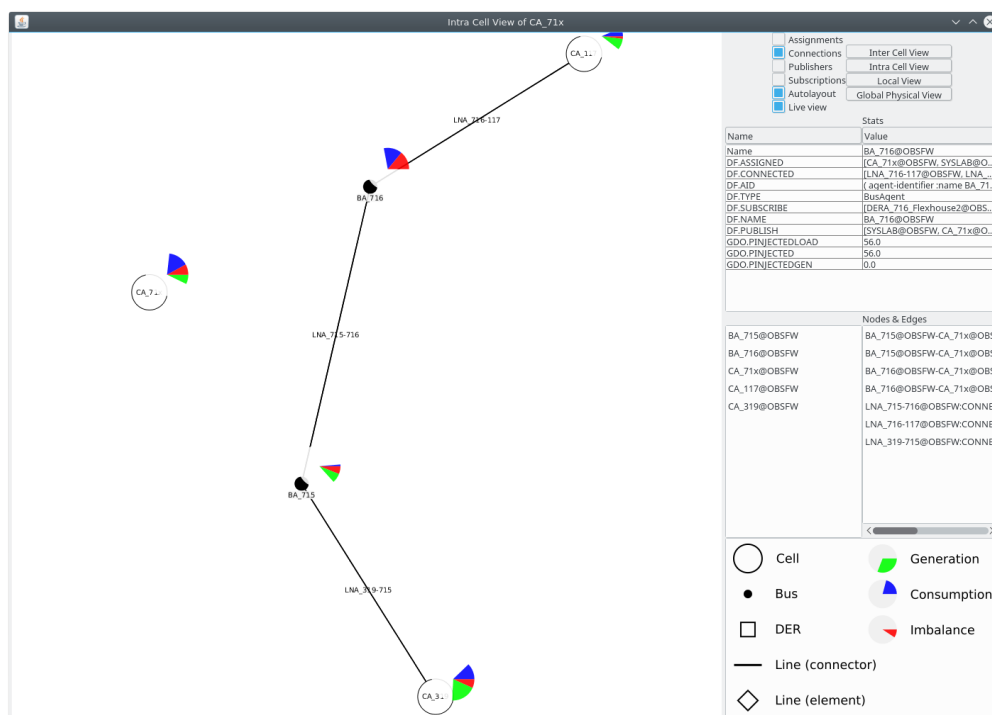 Intra Cell View of CA_71x
Assignments
Connections
Inter Cell View
Publishers
Intra Cell View
Subscriptions
Local View
Autolayout
Global Physical View
Live view
Stats
Name Value
Name BA_716@OBSFW
DF.ASSIGNED [CA_71x@OBSFW, SYSLAB@O...
DF.CONNECTED [LNA_716-117@OBSFW, LNA_...
DF.AID ( agent-identifier :name BA_71...
DF.TYPE BusAgent
DF.SUBSCRIBE [DERA_716_Flexhouse2@OBS...
DF.NAME BA_716@OBSFW
DF.PUBLISH [SYSLAB@OBSFW, CA_71x@O...
GDO.PINJECTEDLOAD 56.0
GDO.PINJECTED 56.0
GDO.PINJECTEDGEN 0.0
Nodes & Edges
BA_715@OBSFW BA_715@OBSFW-CA_71x@OBS
BA_716@OBSFW BA_715@OBSFW-CA_71x@OBS
CA_71x@OBSFW BA_716@OBSFW-CA_71x@OBS
CA_117@OBSFW BA_716@OBSFW-CA_71x@OBS
CA_319@OBSFW LNA_715-716@OBSFW:CONNE
LNA_716-117@OBSFW:CONNE
LNA_319-715@OBSFW:CONNE
Cell Generation
Bus Consumption
DER Imbalance
Line (connector)
Line (element)
CA_1
LNA_716-117
BA_716
CA_7
LNA_715-716
BA_715
LNA_319-715
CA_3